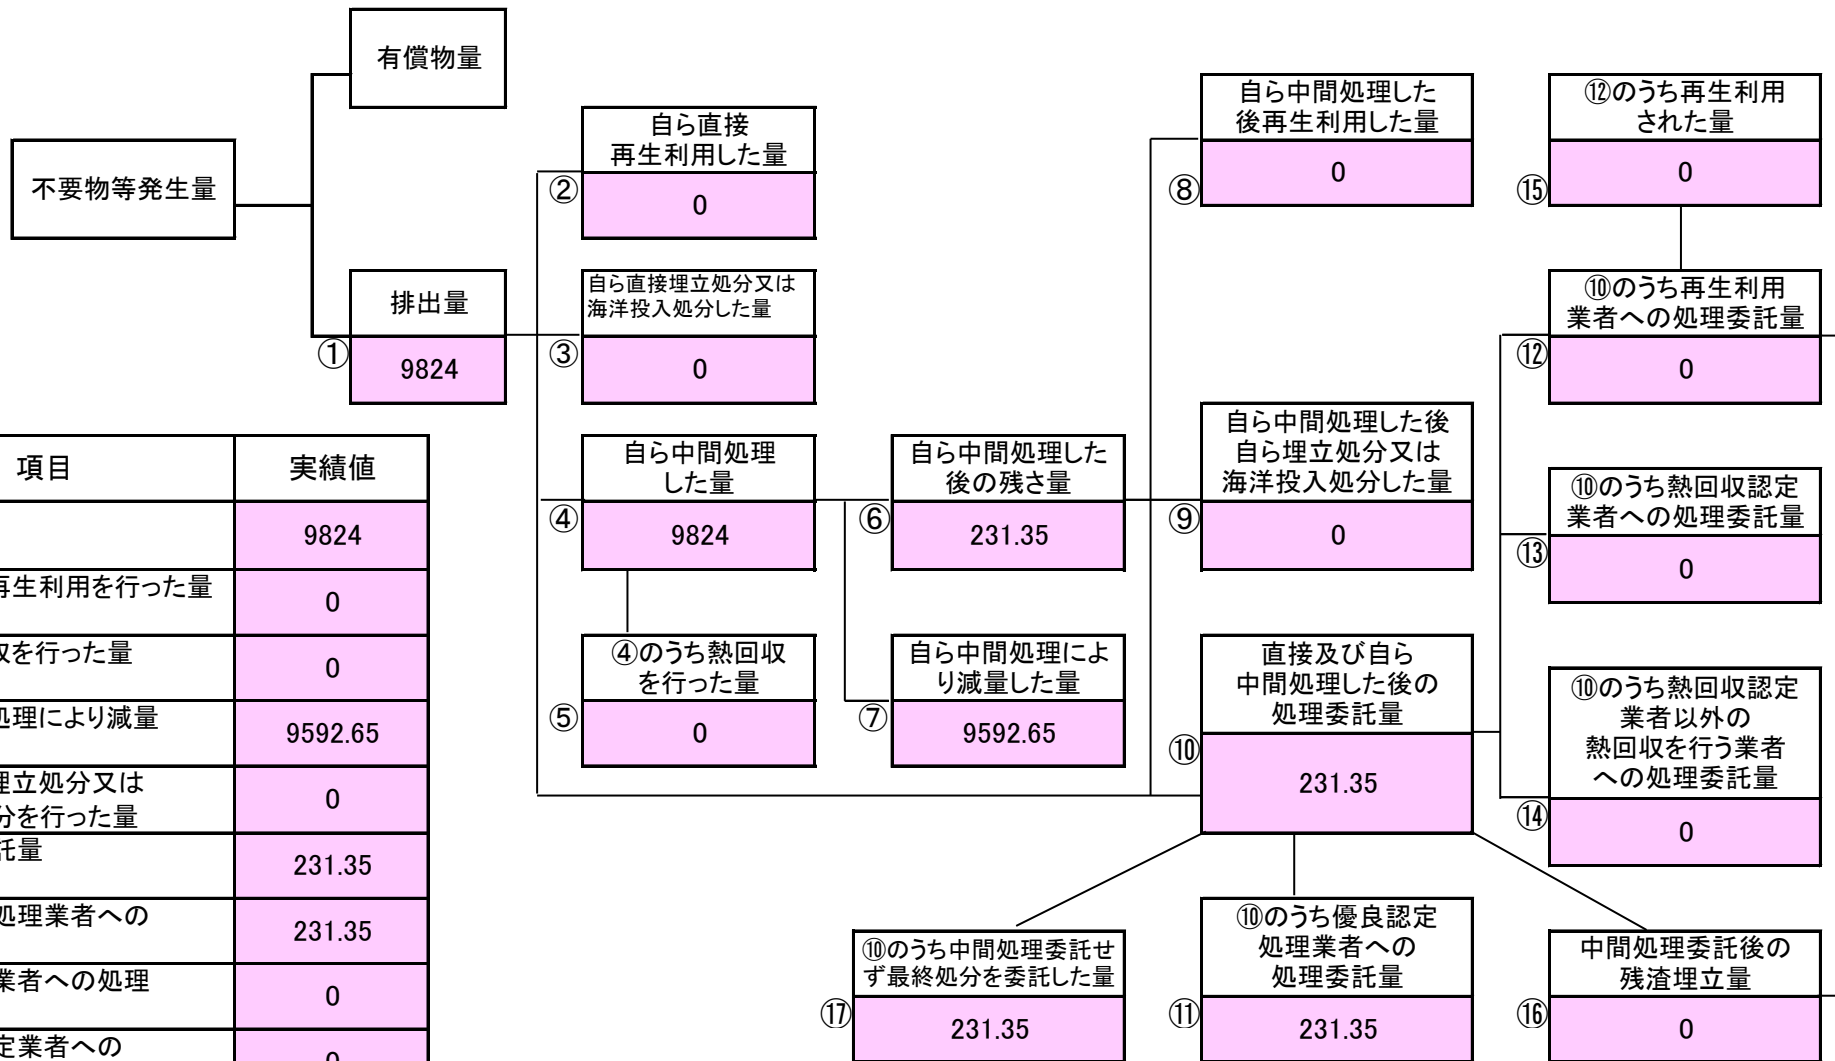 有償物量
不要物等発生量
排出量
①
9824
自ら直接
再生利用した量
②
0
自ら直接埋立処分又は
海洋投入処分した量
③
0
自ら中間処理
した量
④
9824
④のうち熱回収
を行った量
⑤
0
自ら中間処理した
後の残さ量
⑥
231.35
自ら中間処理によ
り減量した量
⑦
9592.65
自ら中間処理した
後再生利用した量
⑧
0
自ら中間処理した後
自ら埋立処分又は
海洋投入処分した量
⑨
0
直接及び自ら
中間処理した後の
処理委託量
⑩
231.35
⑫のうち再生利用
された量
⑮
0
⑩のうち再生利用
業者への処理委託量
⑫
0
⑩のうち熱回収認定
業者への処理委託量
⑬
0
⑩のうち熱回収認定
業者以外の
熱回収を行う業者
への処理委託量
⑭
0
⑩のうち中間処理委託せ
ず最終処分を委託した量
⑰
231.35
⑩のうち優良認定
処理業者への
処理委託量
⑪
231.35
中間処理委託後の
残渣埋立量
⑯
0
項目 実績値
9824
再生利用を行った量 0
を行った量 0
処理により減量 9592.65
埋立処分又は
分を行った量 0
託量 231.35
処理業者への 231.35
業者への処理 0
定業者への 0